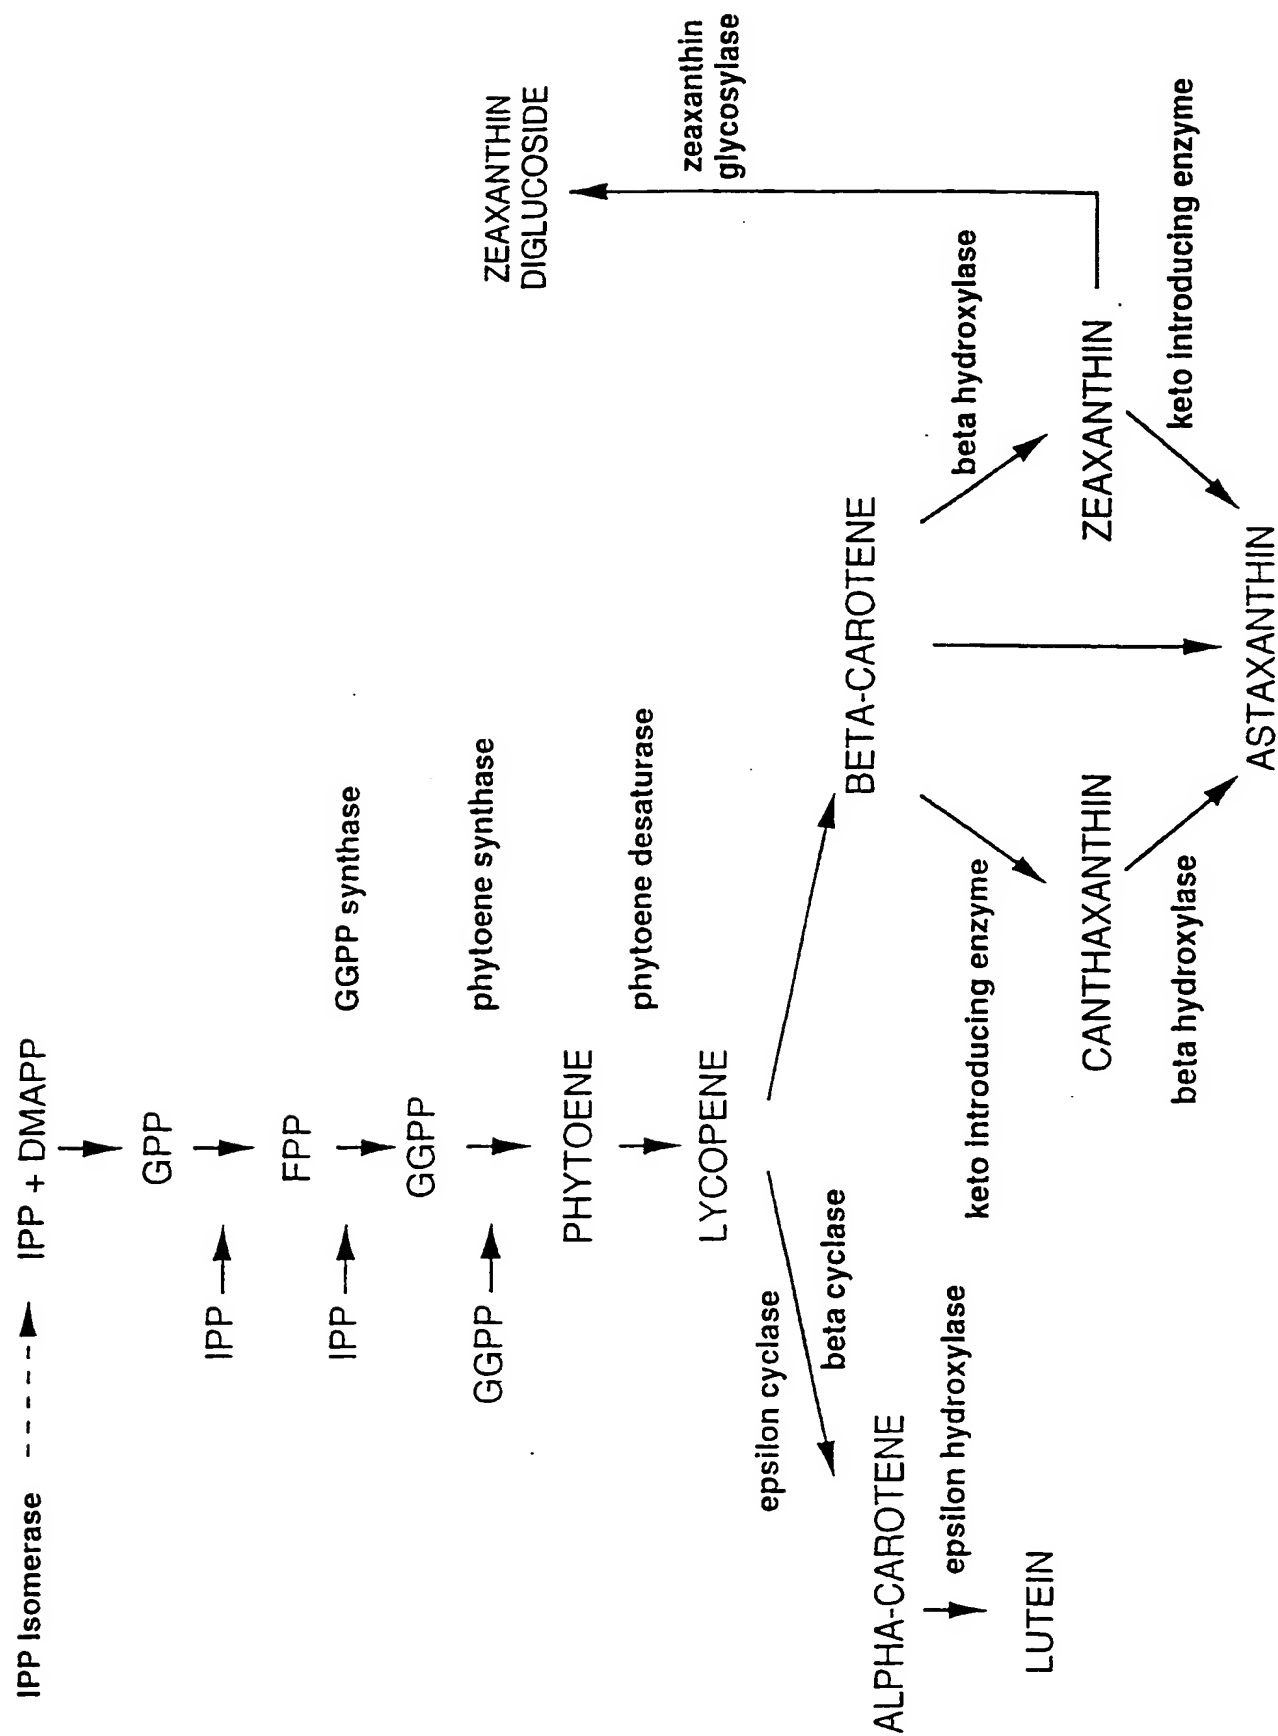 IPP Isomerase
IPP + DMAPP
GPP
IPP
FPP
IPP
GGPP synthase
GGPP
GGPP
phytoene synthase
ZEAXANTHIN
DIGLUCOSIDE
PHYTOENE
phytoene desaturase
LYCOPENE
zeaxanthin
glycosylase
epsilon cyclase
beta cyclase
ALPHA-CAROTENE
BETA-CAROTENE
epsilon hydroxylase
keto introducing enzyme
beta hydroxylase
LUTEIN
CANTHAXANTHIN
ZEAXANTHIN
beta hydroxylase
keto introducing enzyme
ASTAXANTHIN